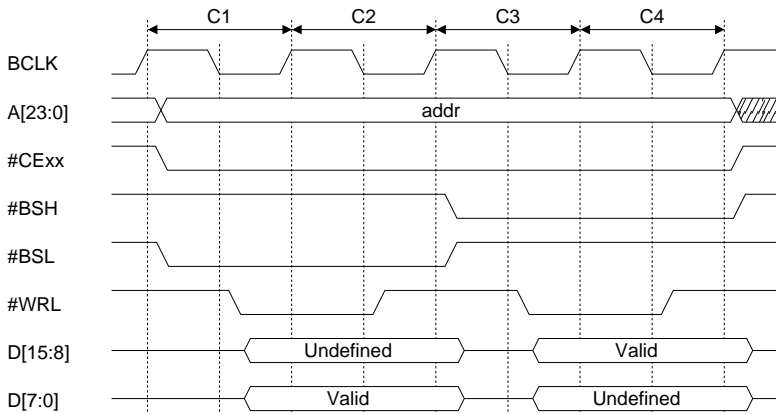 C1 C2 C3 C4
BCLK
A[23:0] addr
#CExx
#BSH
#BSL
#WRL
D[15:8] Undefined Valid
D[7:0] Valid Undefined